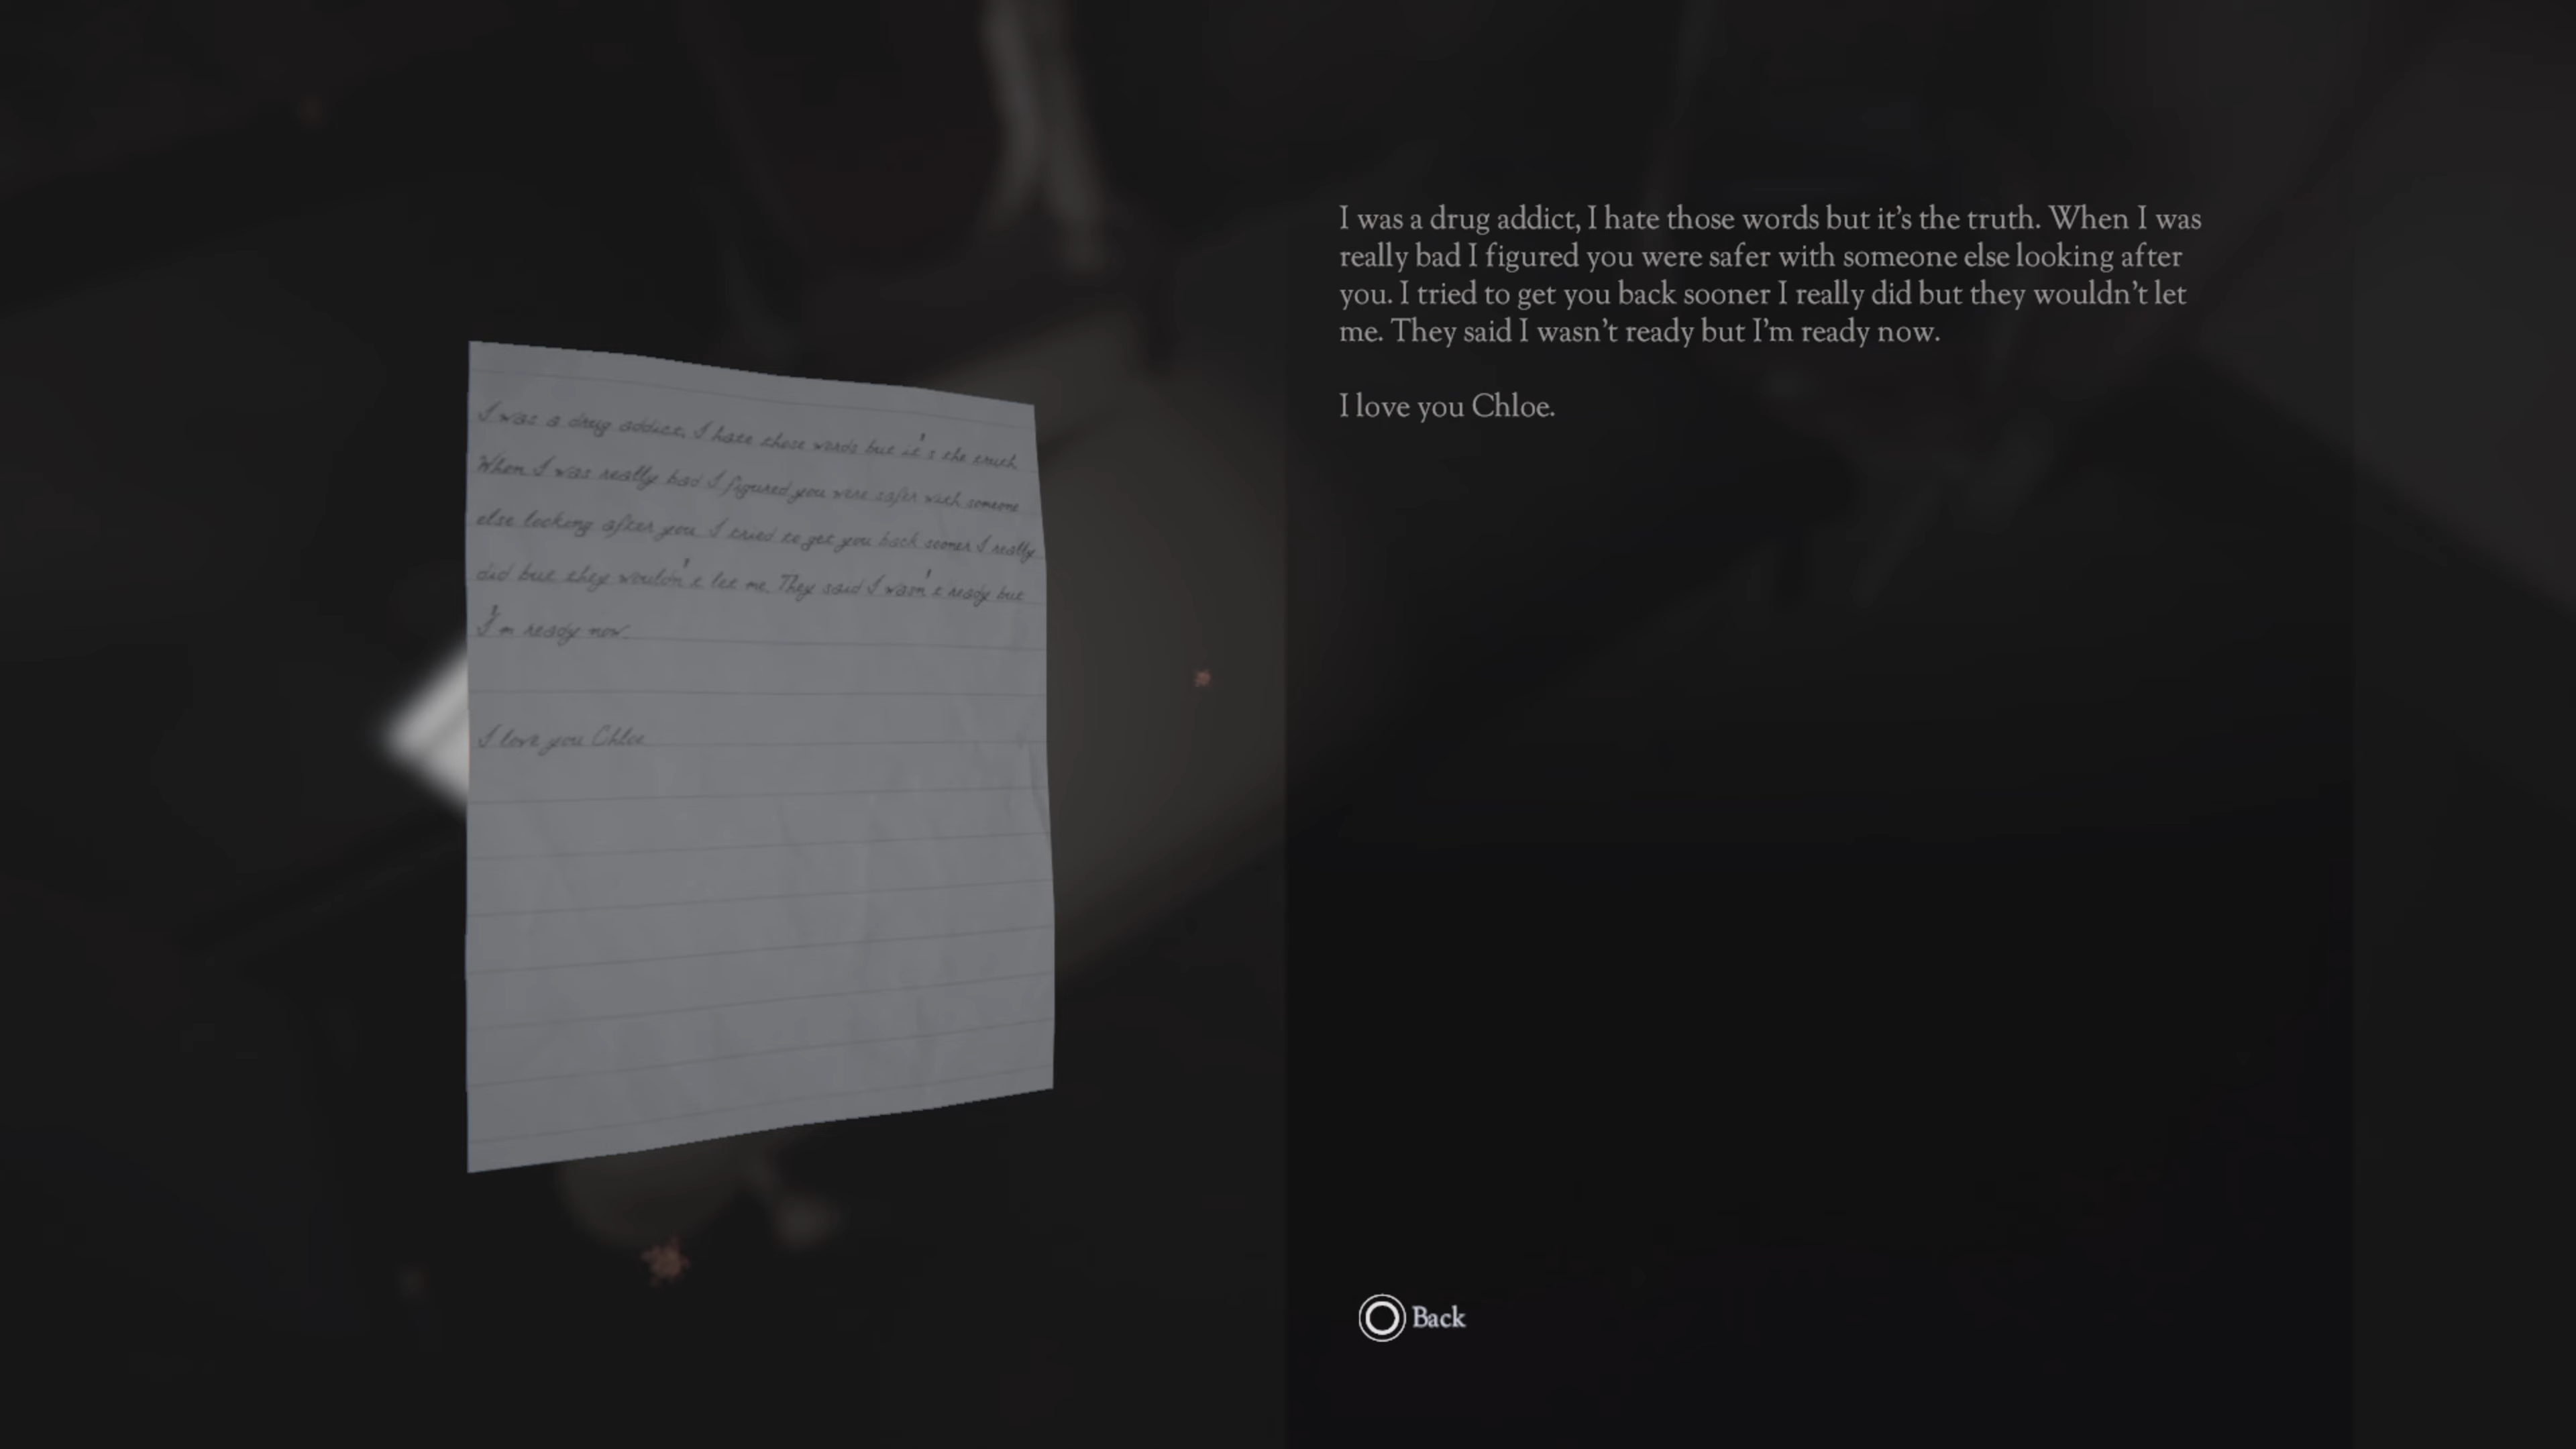 I was a drug addict, I hate those words but it's the truth
When I was really bad I figured you were safer with someone
else looking after you. I tried to get you back sooner I really
did but they wouldn't let me. They said I wasn't ready but
I'm ready now.
I love you Chloe
I was a drug addict, I hate those words but it's the truth. When I was
really bad I figured you were safer with someone else looking after
you. I tried to get you back sooner I really did but they wouldn't let
me. They said I wasn't ready but I'm ready now.
I love you Chloe.
Back